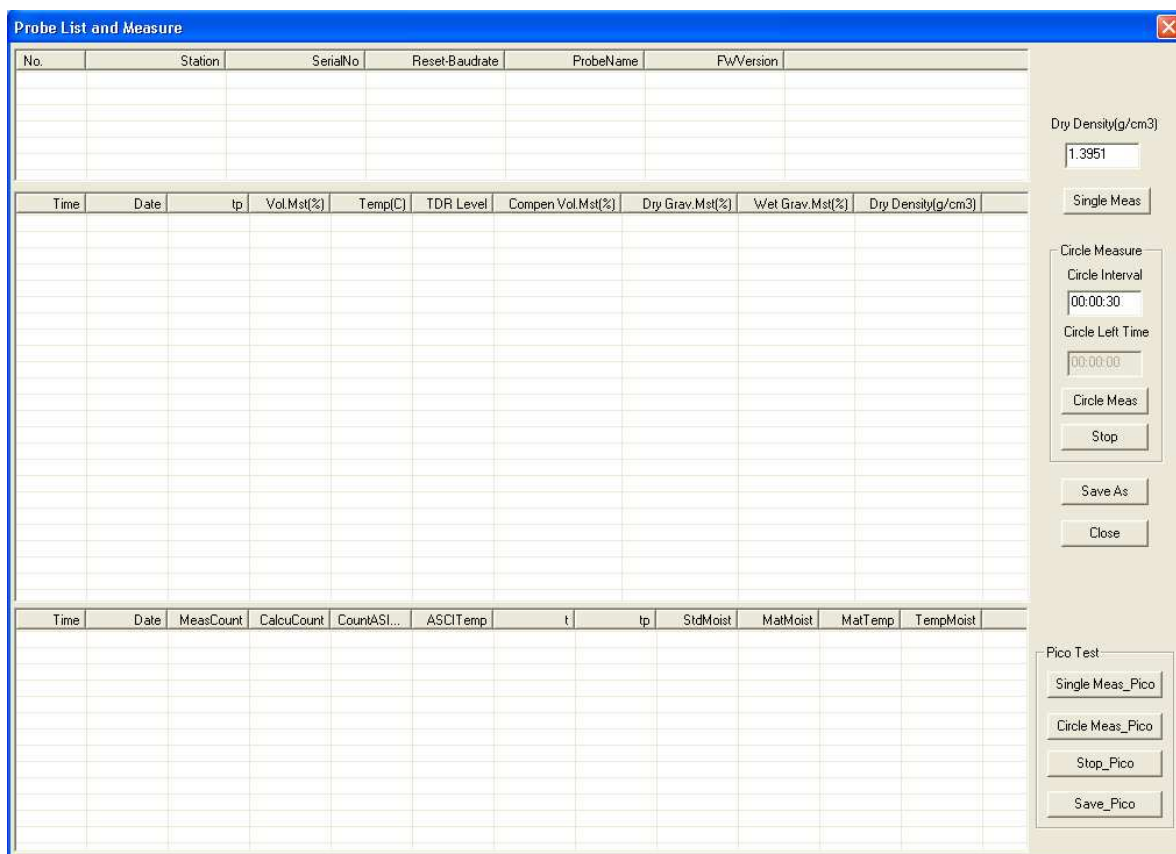 Probe List and Measure
No. Station SerialNo Reset-Baudrate ProbeName FWVersion
Dry Density(g/cm3)
1.3951
Single Meas
Time Date tp Vol.Mst(%) Temp(C) TDR Level Compen Vol.Mst(%) Dry Grav.Mst(%) Wet Grav.Mst(%) Dry Density(g/cm3)
Circle Measure
Circle Interval
00:00:30
Circle Left Time
00:00:00
Circle Meas
Stop
Save As
Close
Time Date MeasCount CalcuCount CountASI... ASCITemp t tp StdMoist MatMoist MatTemp TempMoist
Pico Test
Single Meas_Pico
Circle Meas_Pico
Stop_Pico
Save_Pico